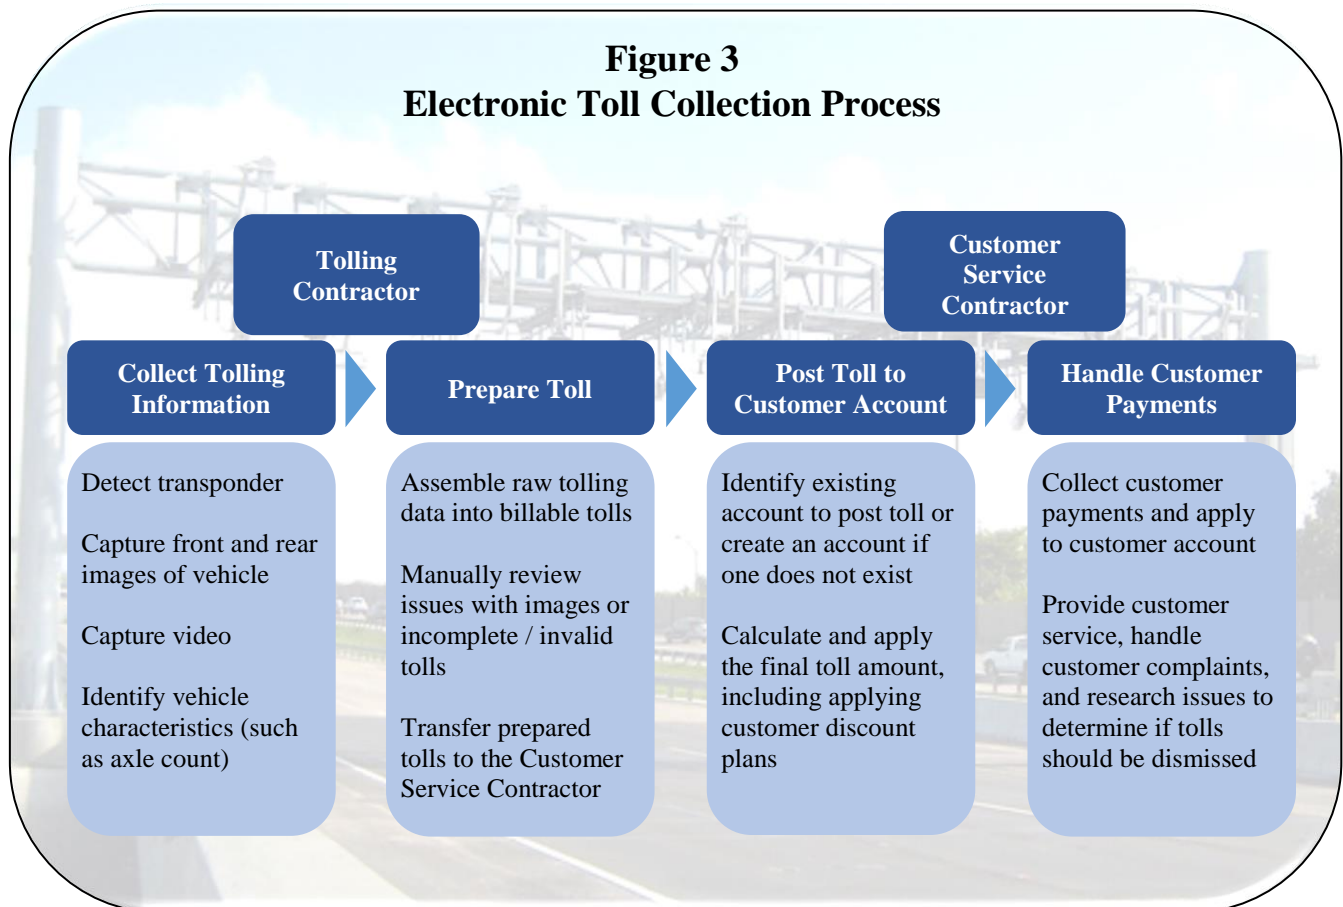 Figure 3
Electronic Toll Collection Process
Tolling
Contractor
Customer
Service
Contractor
Collect Tolling
Information
Prepare Toll
Post Toll to
Customer Account
Handle Customer
Payments
Detect transponder
Capture front and rear
images of vehicle
Capture video
Identify vehicle
characteristics (such
as axle count)
Assemble raw tolling
data into billable tolls
Manually review
issues with images or
incomplete / invalid
tolls
Transfer prepared
tolls to the Customer
Service Contractor
Identify existing
account to post toll or
create an account if
one does not exist
Calculate and apply
the final toll amount,
including applying
customer discount
plans
Collect customer
payments and apply
to customer account
Provide customer
service, handle
customer complaints,
and research issues to
determine if tolls
should be dismissed